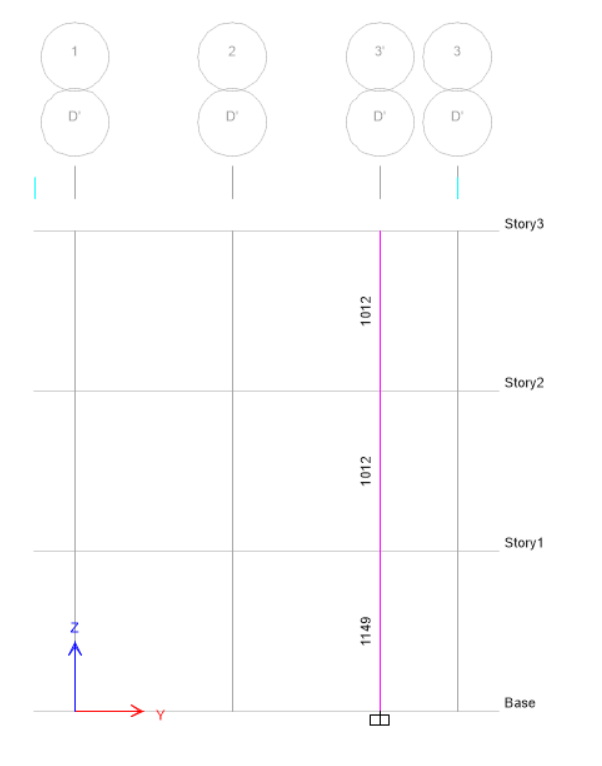 1 2 3' 3
D' D' D' D'
Story3
1012
Story2
1012
Story1
1149
Z
Base
Y